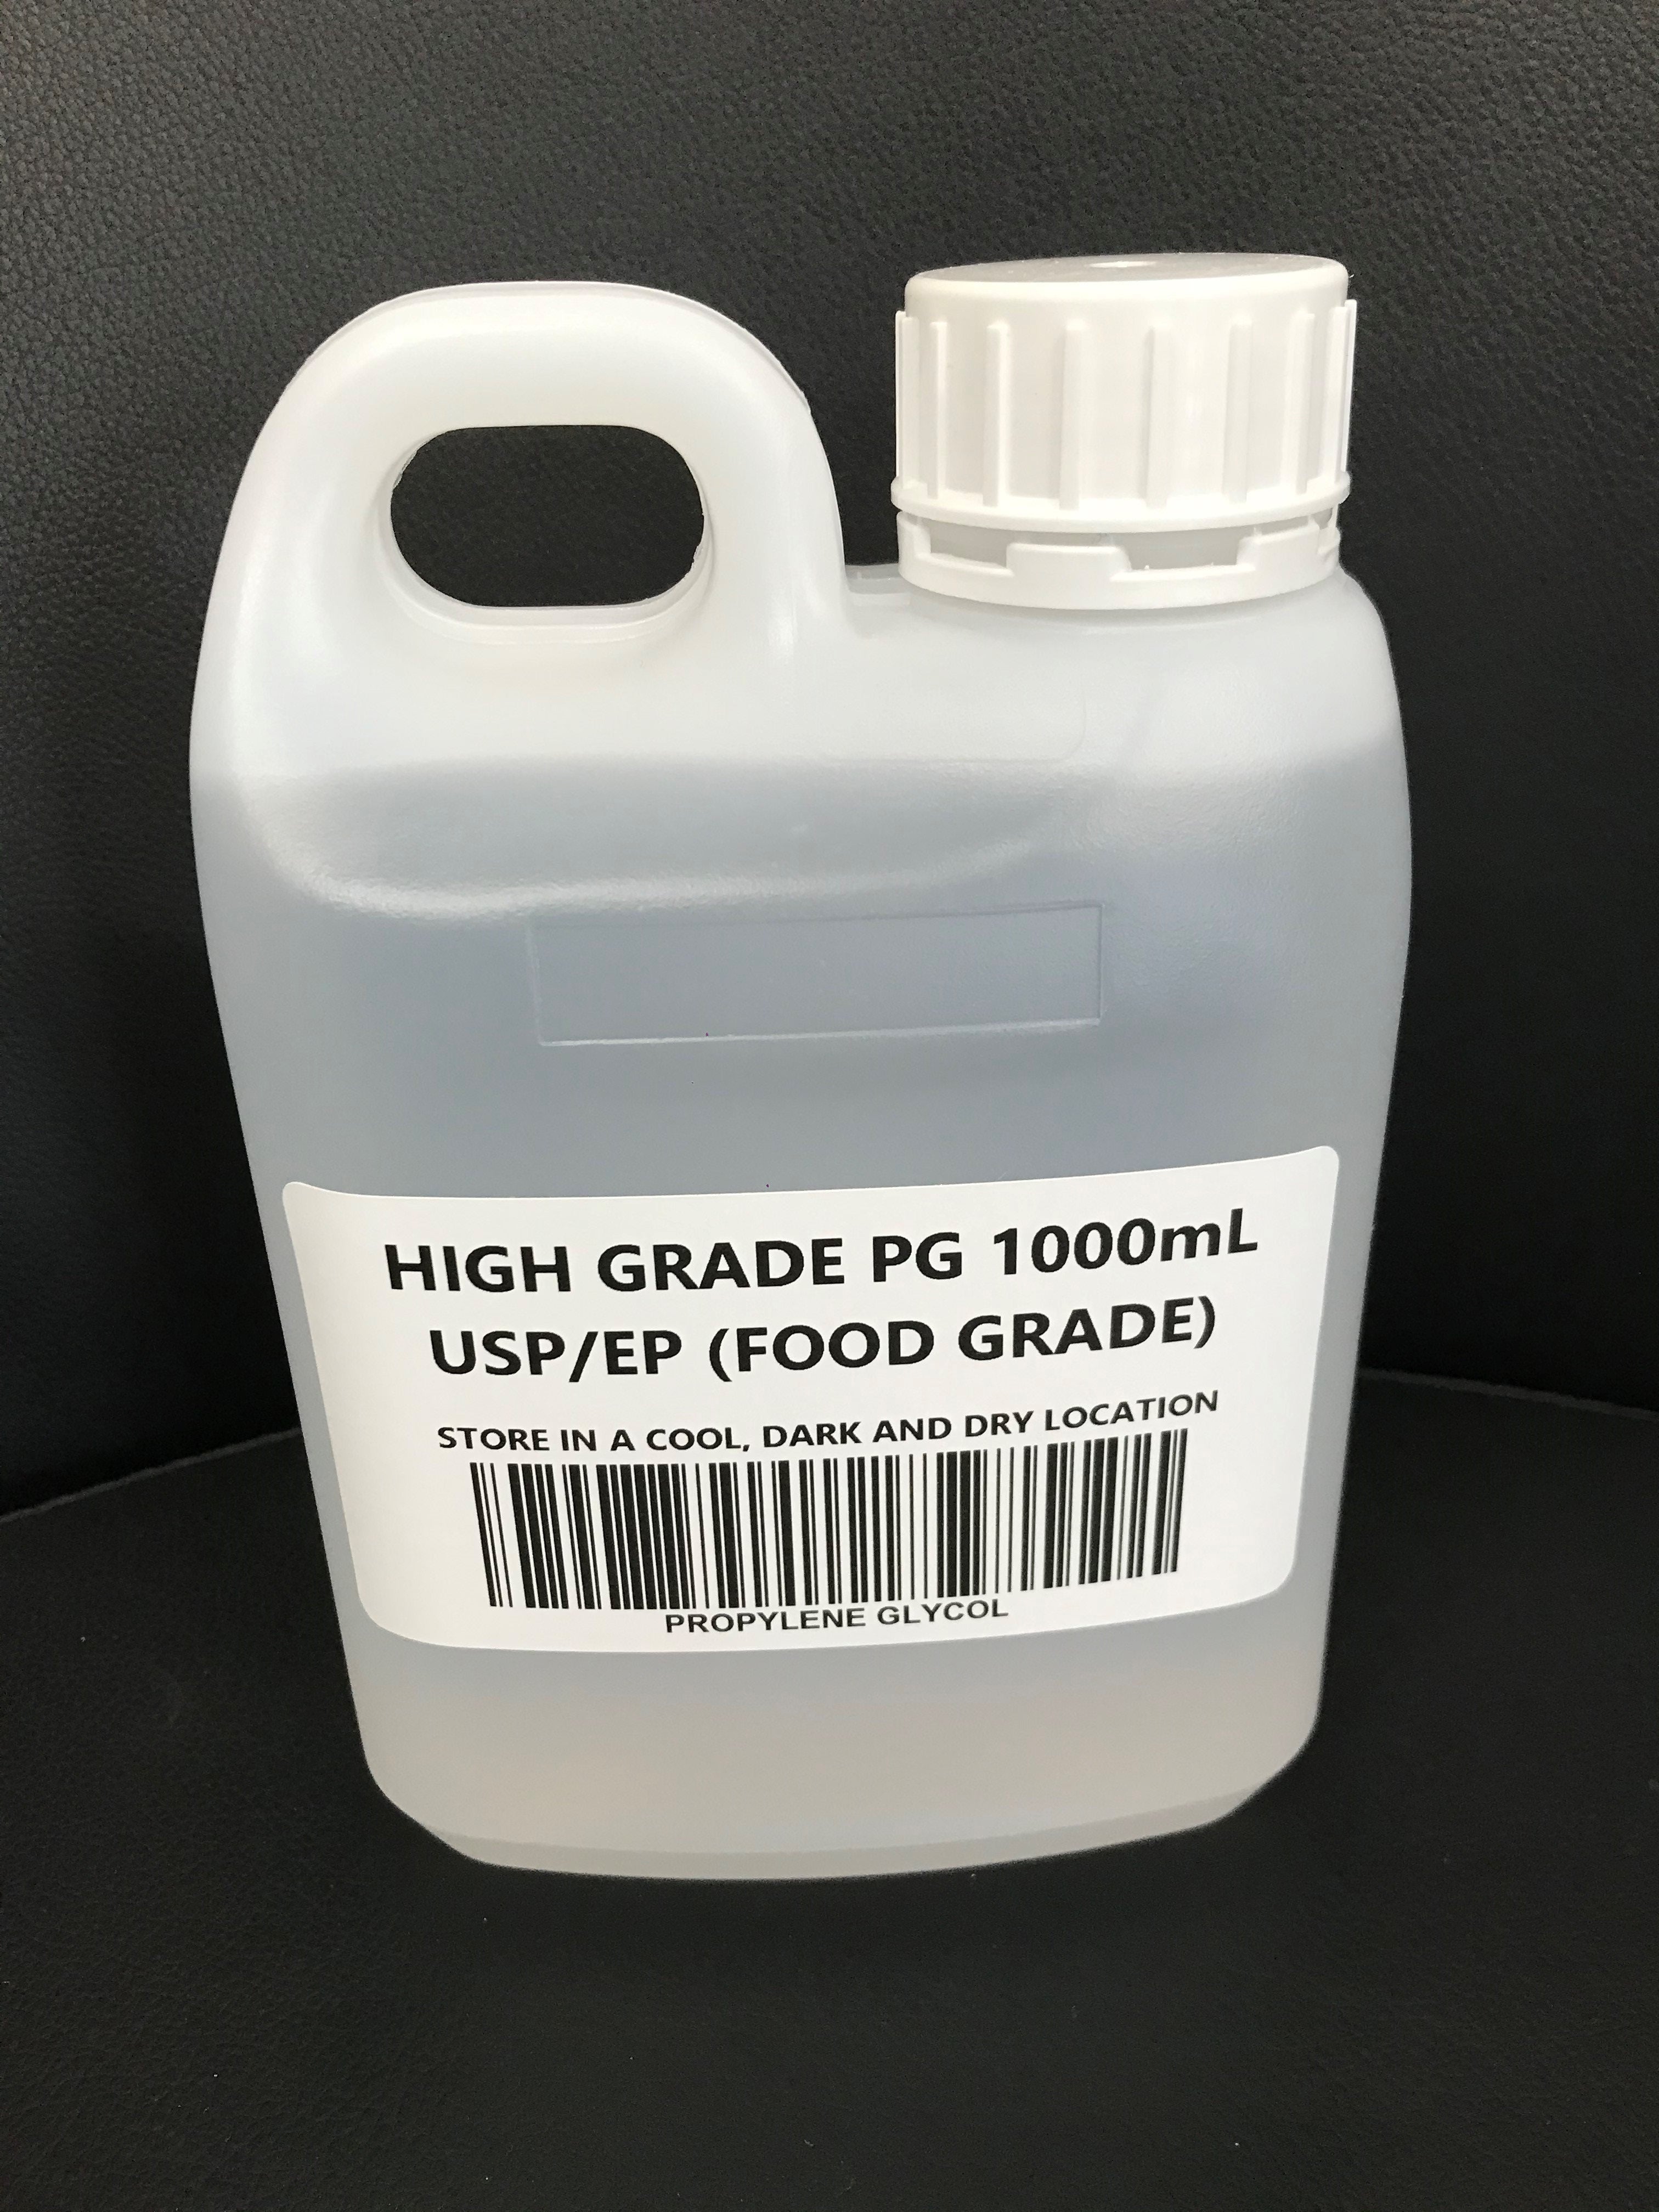 HIGH GRADE PG 1000mL
USP/EP (FOOD GRADE)
STORE IN A COOL, DARK AND DRY LOCATION
PROPYLENE GLYCOL